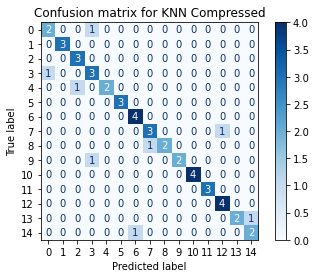 Confusion matrix for KNN Compressed
True label
0 2 0 0 1 0 0 0 0 0 0 0 0 0 0 0
1 0 3 0 0 0 0 0 0 0 0 0 0 0 0 0
2 0 0 3 0 0 0 0 0 0 0 0 0 0 0 0
3 1 0 0 3 0 0 0 0 0 0 0 0 0 0 0
4 0 0 1 0 2 0 0 0 0 0 0 0 0 0 0
5 0 0 0 0 0 3 0 0 0 0 0 0 0 0 0
6 0 0 0 0 0 0 4 0 0 0 0 0 0 0 0
7 0 0 0 0 0 0 0 3 0 0 0 0 1 0 0
8 0 0 0 0 0 0 0 1 2 0 0 0 0 0 0
9 0 0 0 1 0 0 0 0 0 2 0 0 0 0 0
10 0 0 0 0 0 0 0 0 0 0 4 0 0 0 0
11 0 0 0 0 0 0 0 0 0 0 0 3 0 0 0
12 0 0 0 0 0 0 0 0 0 0 0 0 4 0 0
13 0 0 0 0 0 0 0 0 0 0 0 0 0 2 1
14 0 0 0 0 0 0 1 0 0 0 0 0 0 0 2
0 1 2 3 4 5 6 7 8 9 10 11 12 13 14
Predicted label
4.0
3.5
3.0
2.5
2.0
1.5
1.0
0.5
0.0